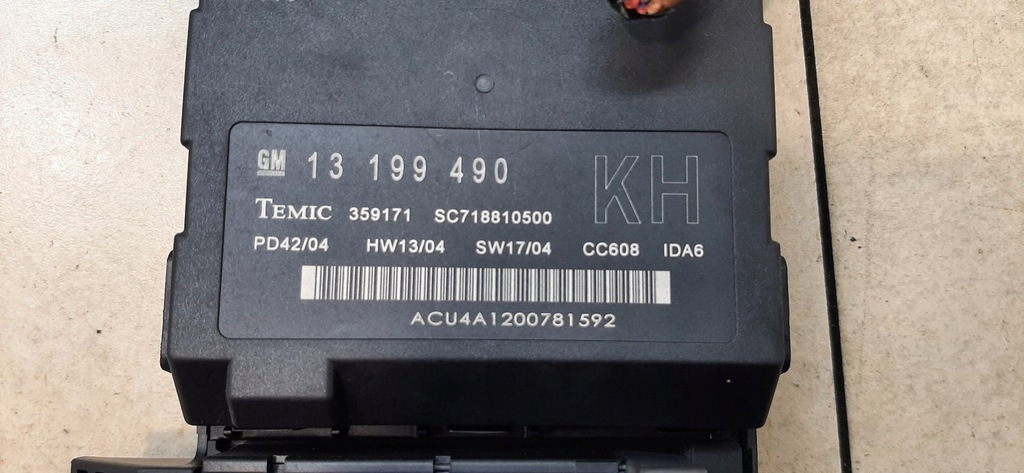 GM 13 199 490 KH
TEMIC 359171 SC718810500
PD42/04 HW13/04 SW17/04 CC608 IDA6
ACU4A1200781592